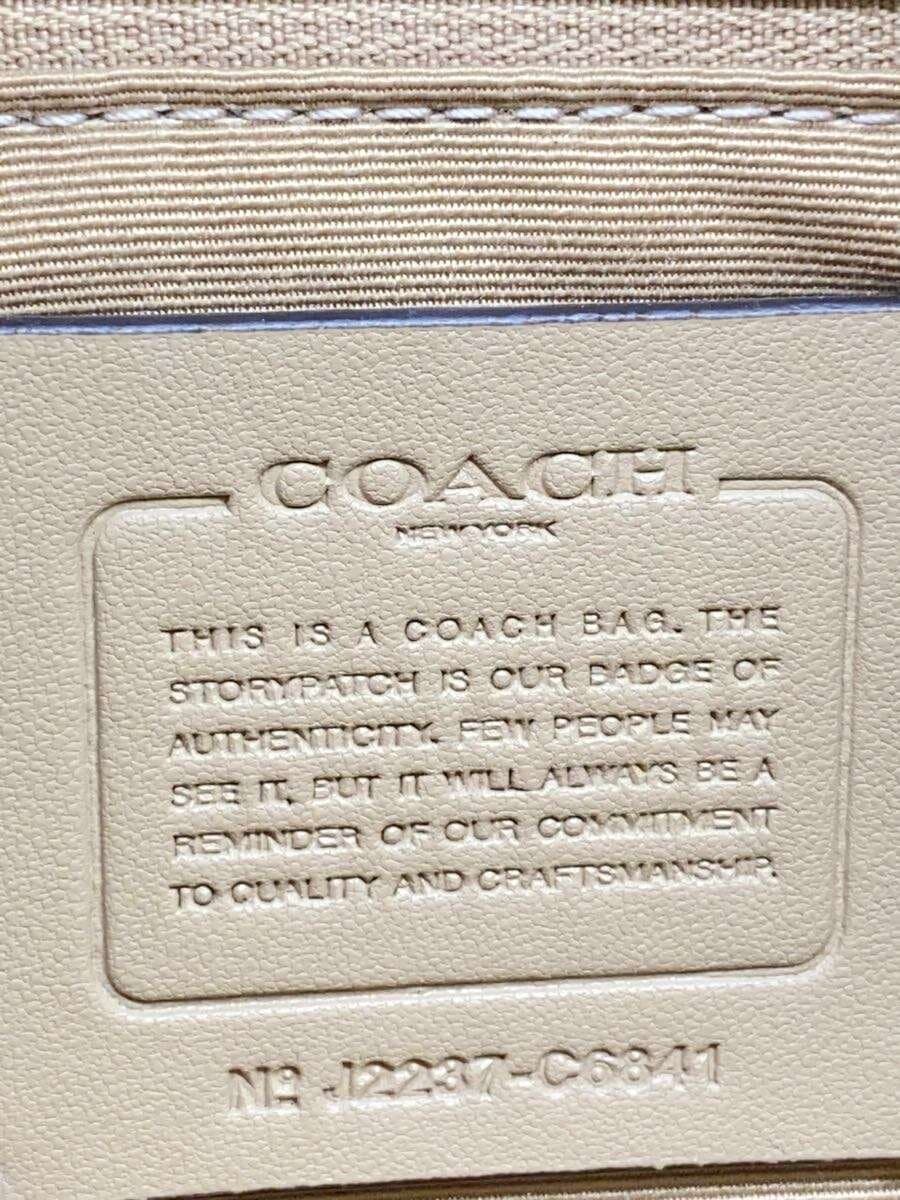 COACH
NEW YORK
THIS IS A COACH BAG. THE
STORYPATCH IS OUR BADGE OF
AUTHENTICITY. FEW PEOPLE MAY
SEE IT, BUT IT WILL ALWAYS BE A
REMINDER OF OUR COMMITMENT
TO QUALITY AND CRAFTSMANSHIP.
Nº J2237-C6841